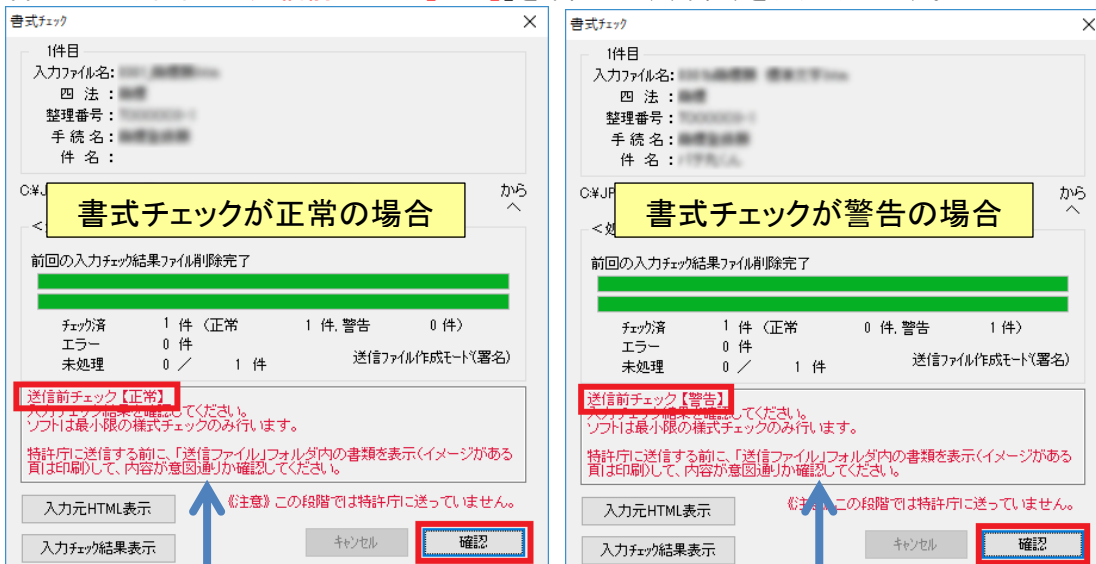 書式チェック
1件目
入力ファイル名:
四 法 :
整理番号:
手 続 名:
件 名 :
C:¥J から
書式チェックが正常の場合
前回の入力チェック結果ファイル削除完了
チェック済 1 件 (正常 1 件, 警告 0 件)
エラー 0 件
未処理 0 / 1 件 送信ファイル作成モード(署名)
送信前チェック【正常】
入力チェック結果を確認してください。
ソフトは最小限の様式チェックのみ行います。
特許庁に送信する前に、「送信ファイル」フォルダ内の書類を表示(イメージがある
頁は印刷)して、内容が意図通りか確認してください。
《注意》この段階では特許庁に送っていません。
入力元HTML表示
入力チェック結果表示
キャンセル
確認
書式チェック
1件目
入力ファイル名:
四 法 :
整理番号:
手 続 名:
件 名 :
C:¥JP から
書式チェックが警告の場合
<処
前回の入力チェック結果ファイル削除完了
チェック済 1 件 (正常 0 件, 警告 1 件)
エラー 0 件
未処理 0 / 1 件 送信ファイル作成モード(署名)
送信前チェック【警告】
入力チェック結果を確認してください。
ソフトは最小限の様式チェックのみ行います。
特許庁に送信する前に、「送信ファイル」フォルダ内の書類を表示(イメージがある
頁は印刷)して、内容が意図通りか確認してください。
《注意》この段階では特許庁に送っていません。
入力元HTML表示
入力チェック結果表示
キャンセル
確認